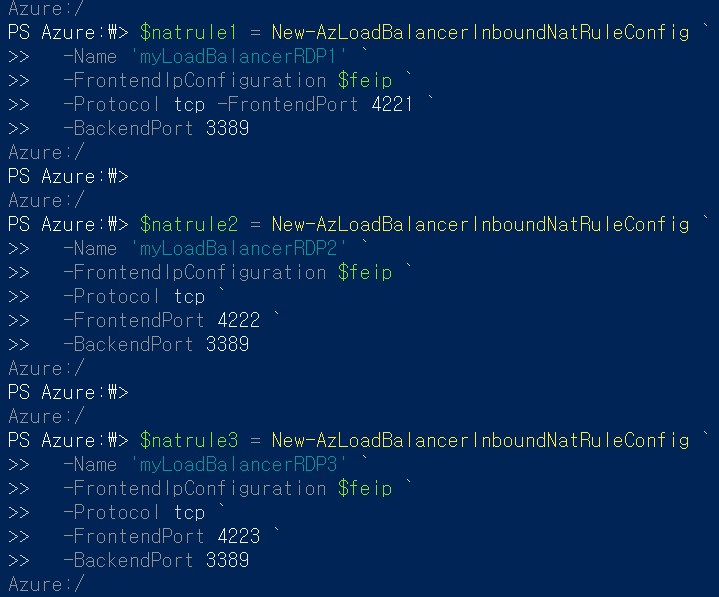 Azure:/
PS Azure:₩> $natrule1 = New-AzLoadBalancerInboundNatRuleConfig `
>>   -Name 'myLoadBalancerRDP1' `
>>   -FrontendIpConfiguration $feip `
>>   -Protocol tcp -FrontendPort 4221 `
>>   -BackendPort 3389
Azure:/
PS Azure:₩>
Azure:/
PS Azure:₩> $natrule2 = New-AzLoadBalancerInboundNatRuleConfig `
>>   -Name 'myLoadBalancerRDP2' `
>>   -FrontendIpConfiguration $feip `
>>   -Protocol tcp `
>>   -FrontendPort 4222 `
>>   -BackendPort 3389
Azure:/
PS Azure:₩>
Azure:/
PS Azure:₩> $natrule3 = New-AzLoadBalancerInboundNatRuleConfig `
>>   -Name 'myLoadBalancerRDP3' `
>>   -FrontendIpConfiguration $feip `
>>   -Protocol tcp `
>>   -FrontendPort 4223 `
>>   -BackendPort 3389
Azure:/